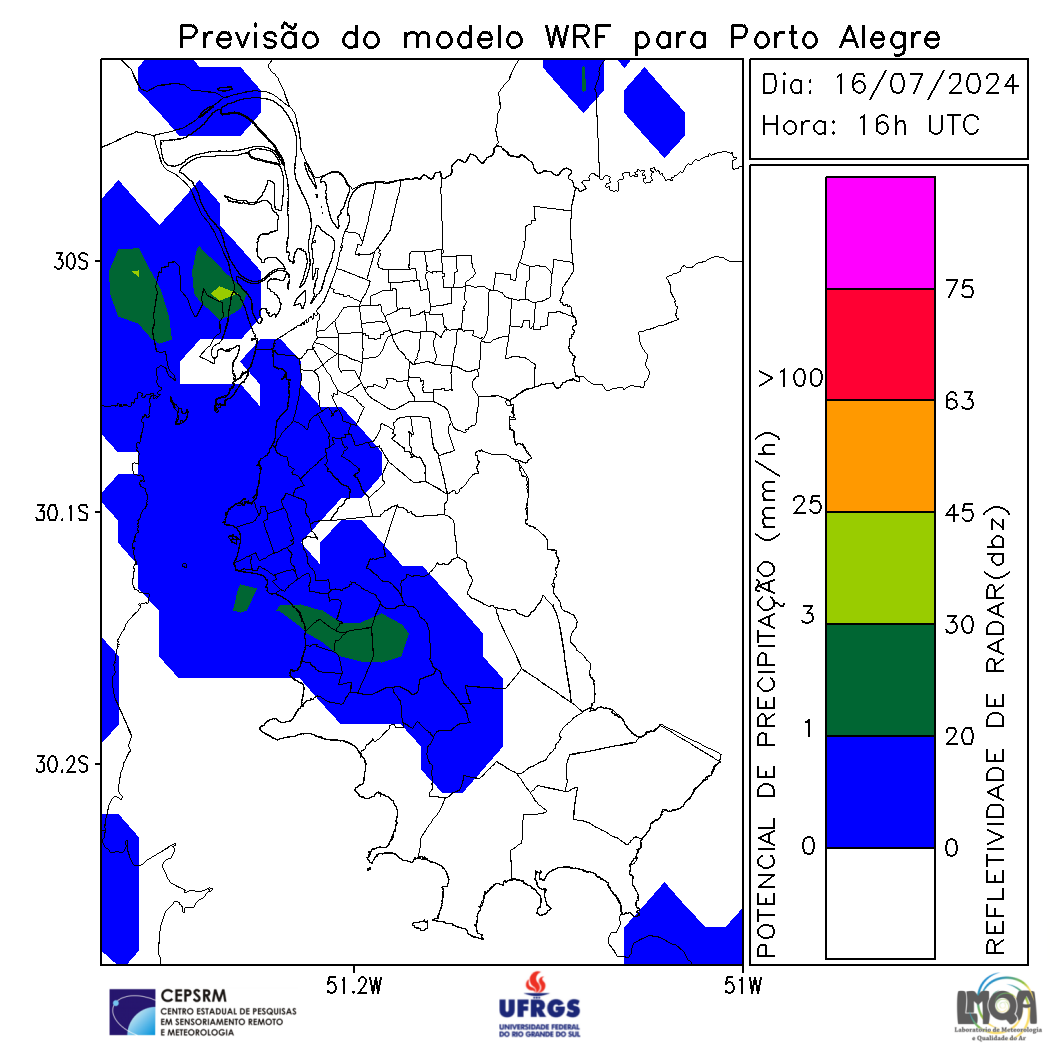 Previsão do modelo WRF para Porto Alegre
Dia: 16/07/2024
Hora: 16h UTC
30S
30.1S
30.2S
51.2W
51W
POTENCIAL DE PRECIPITAÇÃO (mm/h)
>100
25
3
1
0
75
63
45
30
20
0
REFLETIVIDADE DE RADAR(dbz)
CEPSRM
CENTRO ESTADUAL DE PESQUISAS
EM SENSORIAMENTO REMOTO
E METEOROLOGIA
UFRGS
UNIVERSIDADE FEDERAL
DO RIO GRANDE DO SUL
LMQA
Laboratório de Meteorologia
e Qualidade do Ar